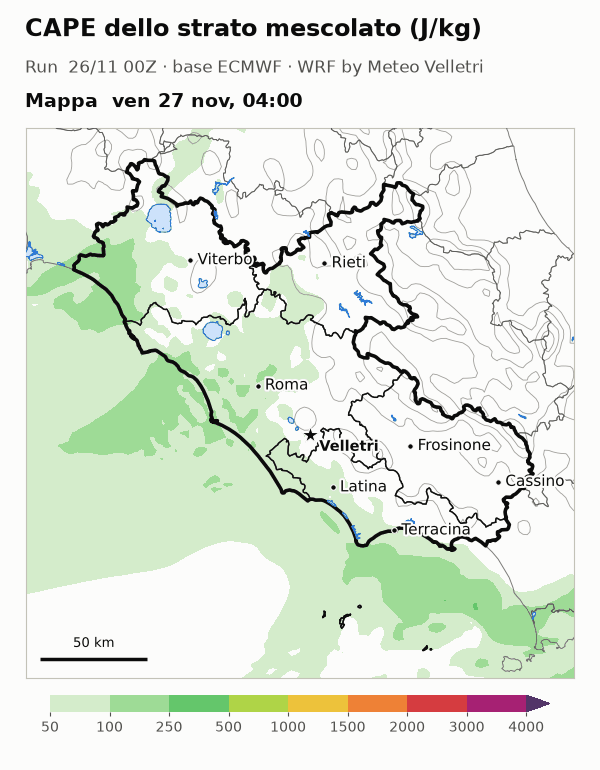 CAPE dello strato mescolato (J/kg)
Run  26/11 00Z · base ECMWF · WRF by Meteo Velletri
Mappa  ven 27 nov, 04:00
Viterbo
Rieti
Roma
Velletri
Frosinone
Cassino
Latina
Terracina
50 km
50 100 250 500 1000 1500 2000 3000 4000